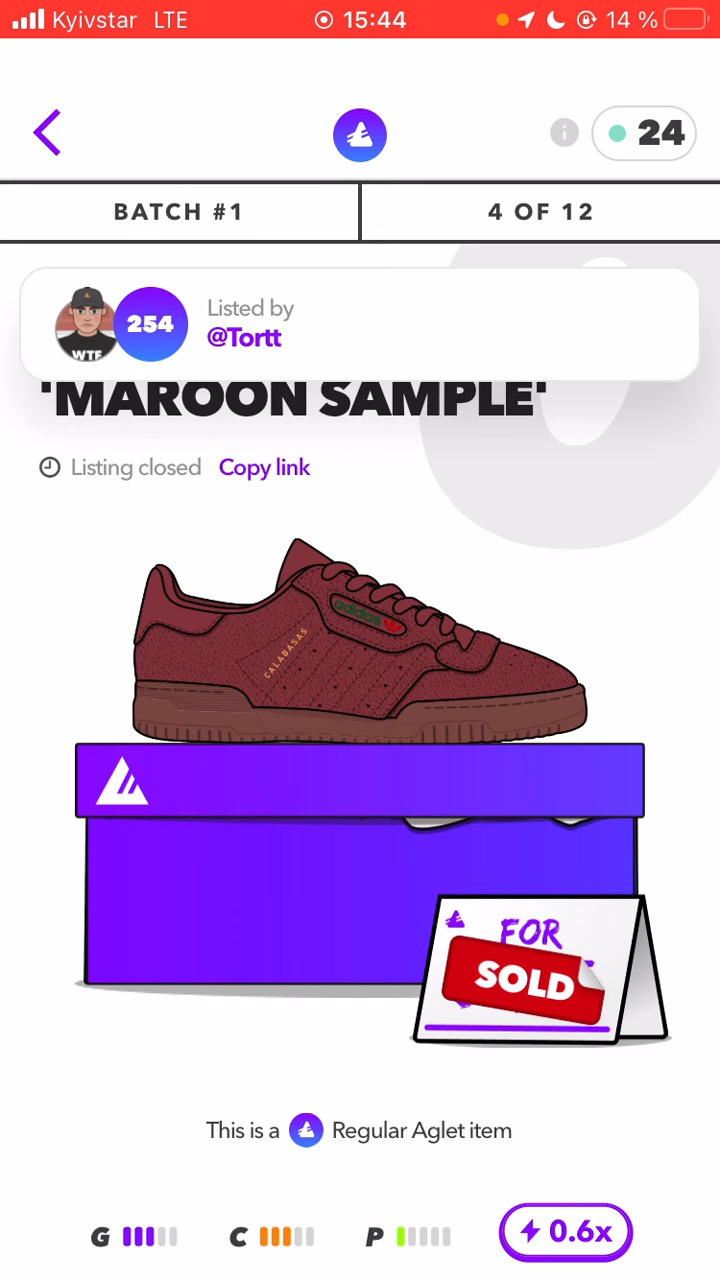 Kyivstar LTE 15:44 14 %
24
BATCH #1
4 OF 12
254
Listed by
@Tortt
WTF
'MAROON SAMPLE'
Listing closed Copy link
adidas
CALABASAS
FOR
SOLD
This is a Regular Aglet item
G C P 0.6x